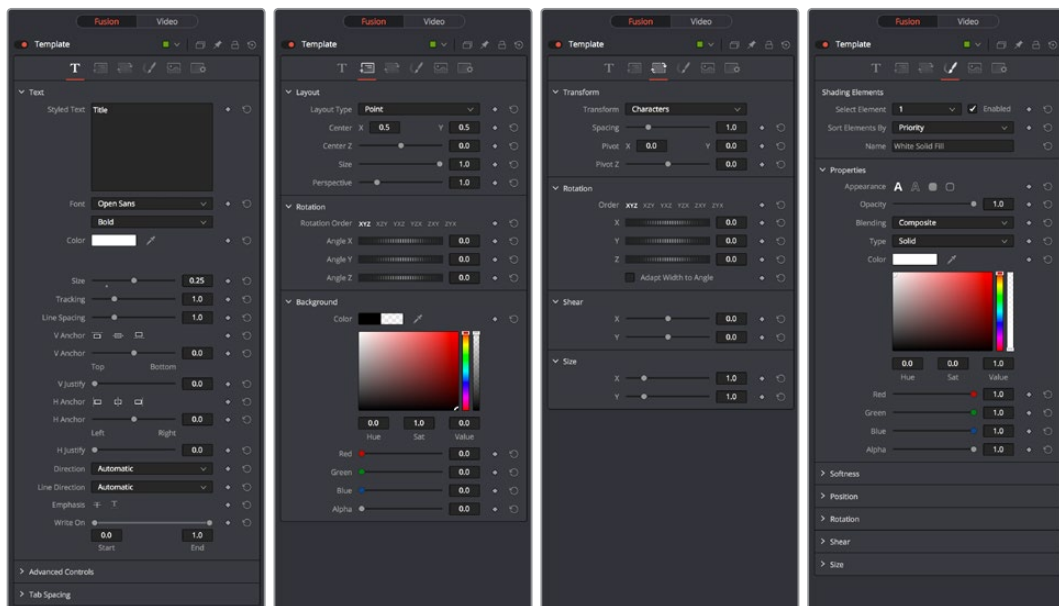 Fusion Video
Template
T
Text
Styled Text Title
Font Open Sans
Bold
Color
Size 0.25
Tracking 1.0
Line Spacing 1.0
V Anchor
V Anchor 0.0
Top Bottom
V Justify 0.0
H Anchor
H Anchor 0.0
Left Right
H Justify 0.0
Direction Automatic
Line Direction Automatic
Emphasis
Write On
0.0 1.0
Start End
Advanced Controls
Tab Spacing
Fusion Video
Template
T
Layout
Layout Type Point
Center X 0.5 Y 0.5
Center Z 0.0
Size 1.0
Perspective 1.0
Rotation
Rotation Order XYZ XZY YXZ YZX ZXY ZYX
Angle X 0.0
Angle Y 0.0
Angle Z 0.0
Background
Color
0.0 1.0 0.0
Hue Sat Value
Red 0.0
Green 0.0
Blue 0.0
Alpha 0.0
Fusion Video
Template
T
Transform
Transform Characters
Spacing 1.0
Pivot X 0.0 Y 0.0
Pivot Z 0.0
Rotation
Order XYZ XZY YXZ YZX ZXY ZYX
X 0.0
Y 0.0
Z 0.0
Adapt Width to Angle
Shear
X 0.0
Y 0.0
Size
X 1.0
Y 1.0
Fusion Video
Template
T
Shading Elements
Select Element 1 Enabled
Sort Elements By Priority
Name White Solid Fill
Properties
Appearance A A
Opacity 1.0
Blending Composite
Type Solid
Color
0.0 0.0 1.0
Hue Sat Value
Red 1.0
Green 1.0
Blue 1.0
Alpha 1.0
Softness
Position
Rotation
Shear
Size